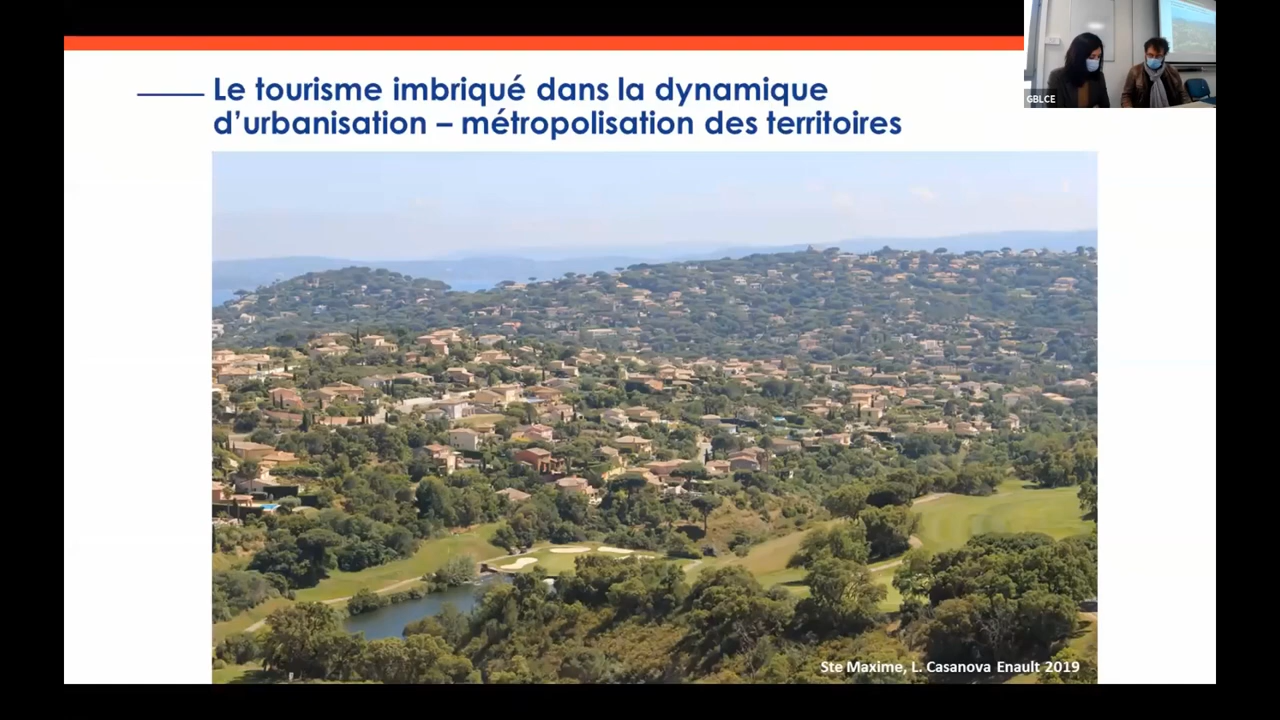 Le tourisme imbriqué dans la dynamique
d’urbanisation – métropolisation des territoires
GBLCE
Ste Maxime, L. Casanova Enault 2019